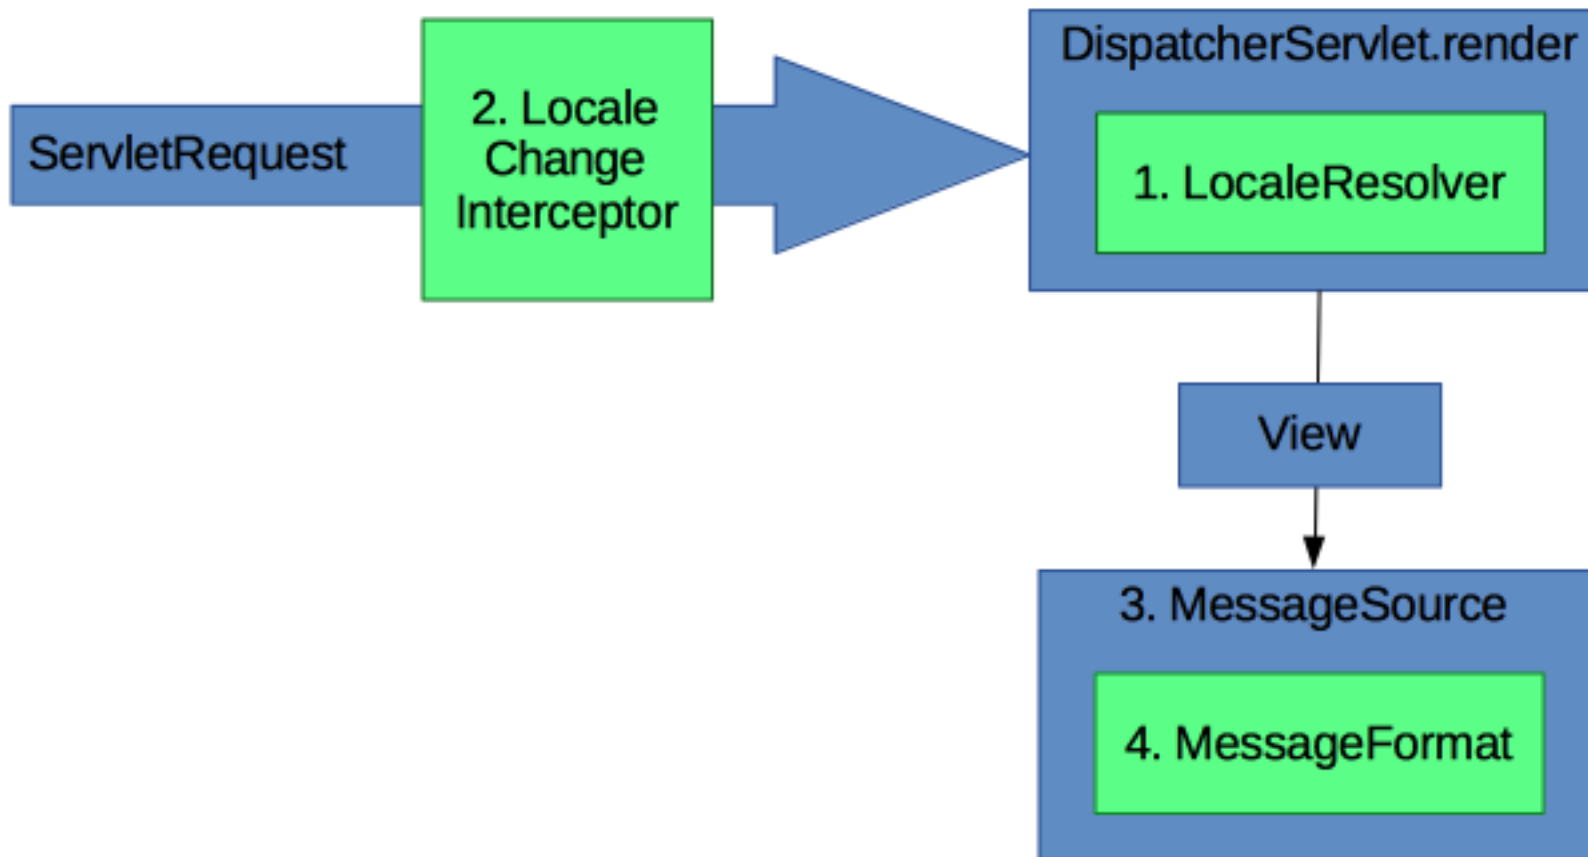 ServletRequest
2. Locale
Change
Interceptor
DispatcherServlet.render
1. LocaleResolver
View
3. MessageSource
4. MessageFormat